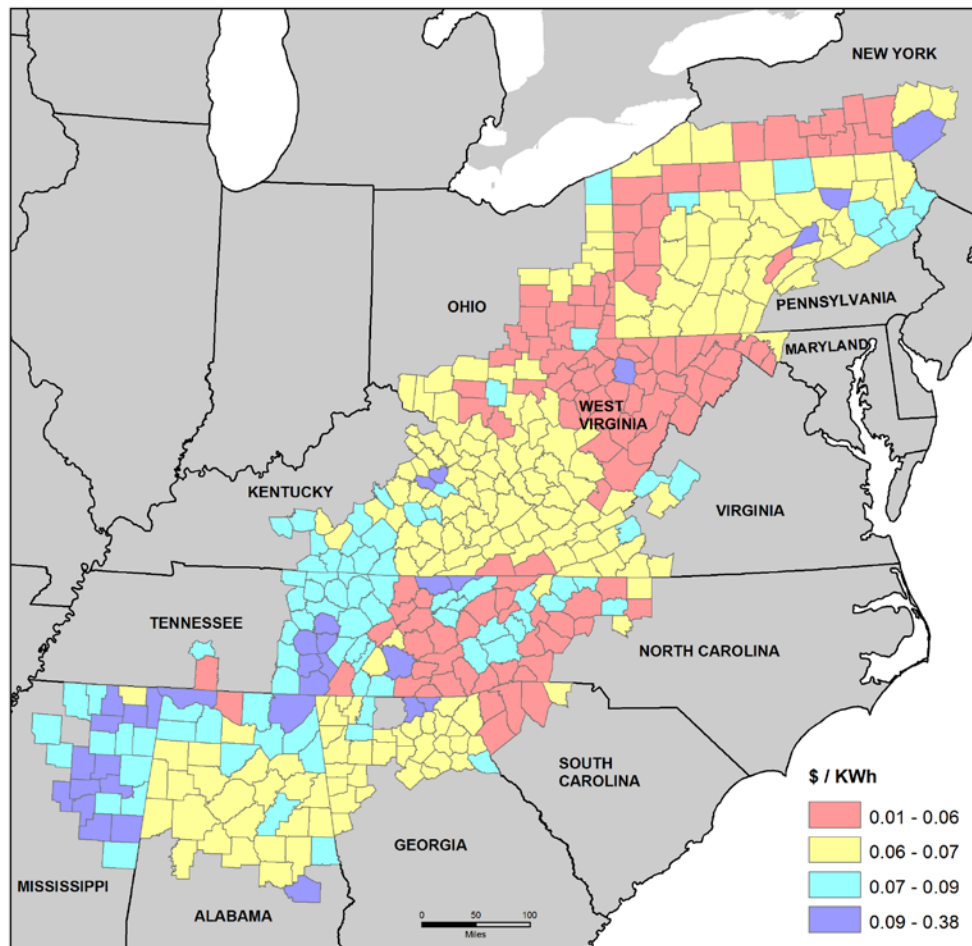 NEW YORK
PENNSYLVANIA
OHIO
MARYLAND
WEST
VIRGINIA
KENTUCKY
VIRGINIA
TENNESSEE
NORTH CAROLINA
SOUTH
CAROLINA
GEORGIA
MISSISSIPPI
ALABAMA
0 50 100
Miles
$ / KWh
0.01 - 0.06
0.06 - 0.07
0.07 - 0.09
0.09 - 0.38